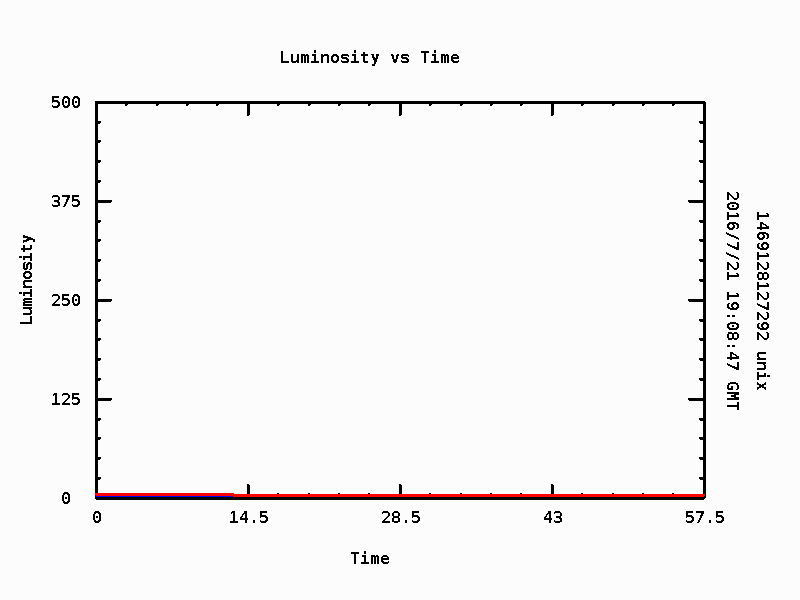 Luminosity vs Time
500
375
250
125
0
Luminosity
0 14.5 28.5 43 57.5
Time
1469128127292 unix
2016/7/21 19:08:47 GMT